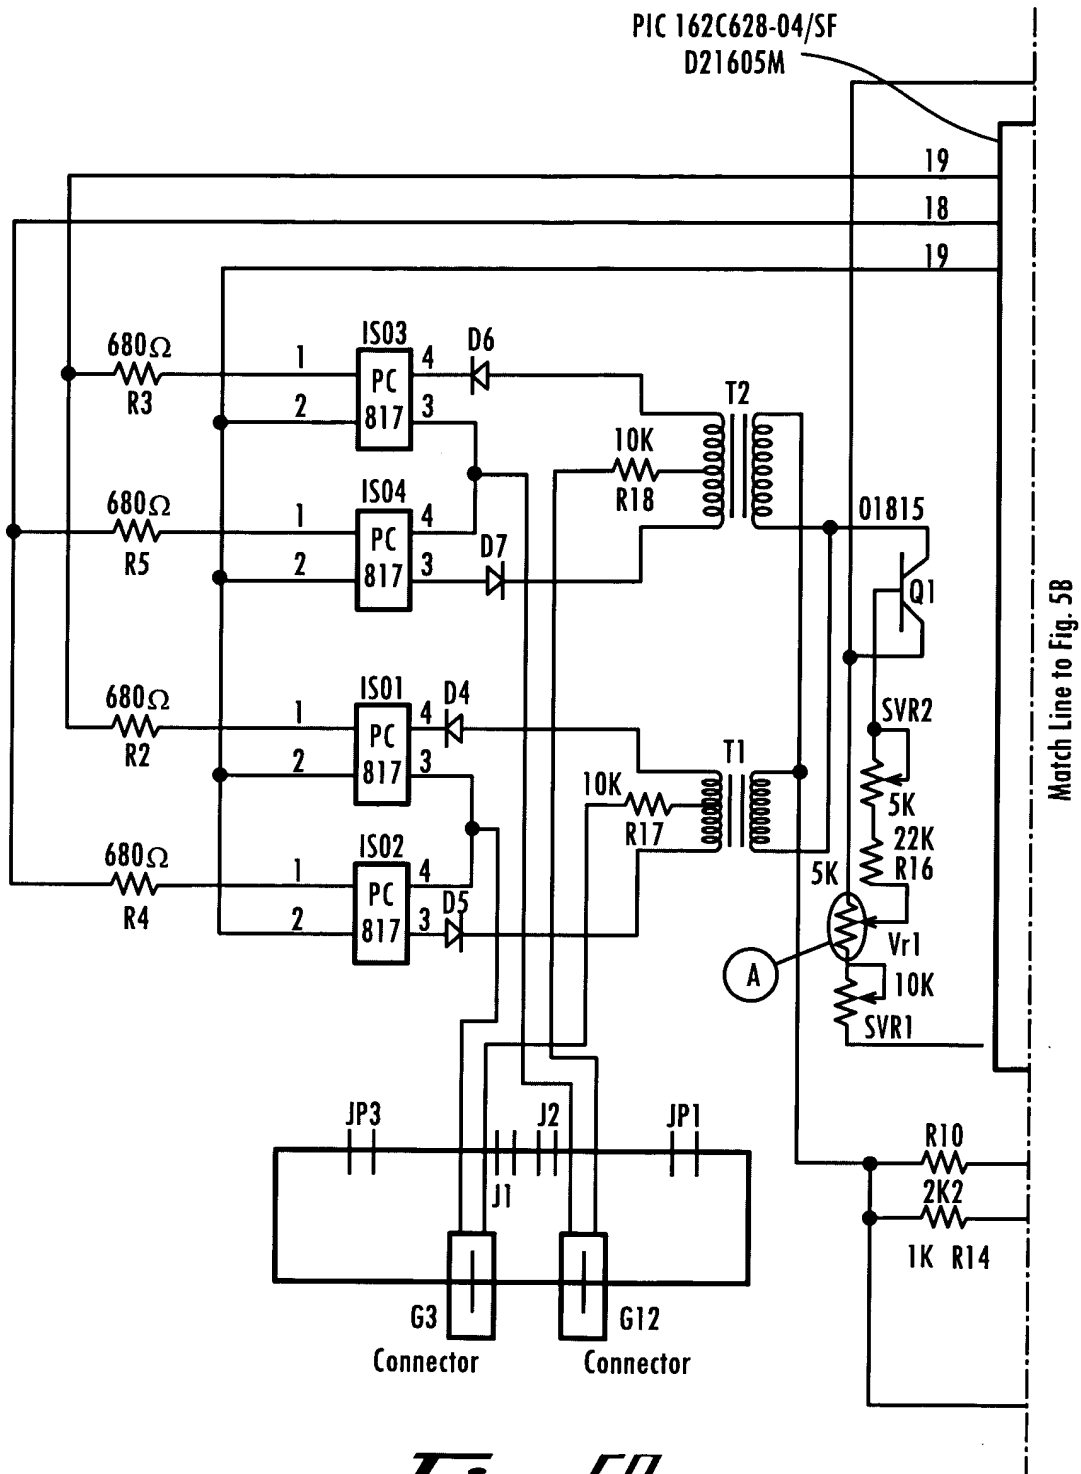 PIC 162C628-04/SF
D21605M
19
18
19
680Ω
R3
1
2
IS03
PC
817
4
3
D6
T2
10K
R18
680Ω
R5
1
2
IS04
PC
817
4
3
D7
01815
Q1
Match Line to Fig. 5B
680Ω
R2
1
2
IS01
PC
817
4
3
D4
T1
10K
R17
SVR2
5K
22K
R16
680Ω
R4
1
2
IS02
PC
817
4
3
D5
5K
Vr1
A
10K
SVR1
JP3
J1
J2
JP1
R10
2K2
1K R14
G3
Connector
G12
Connector